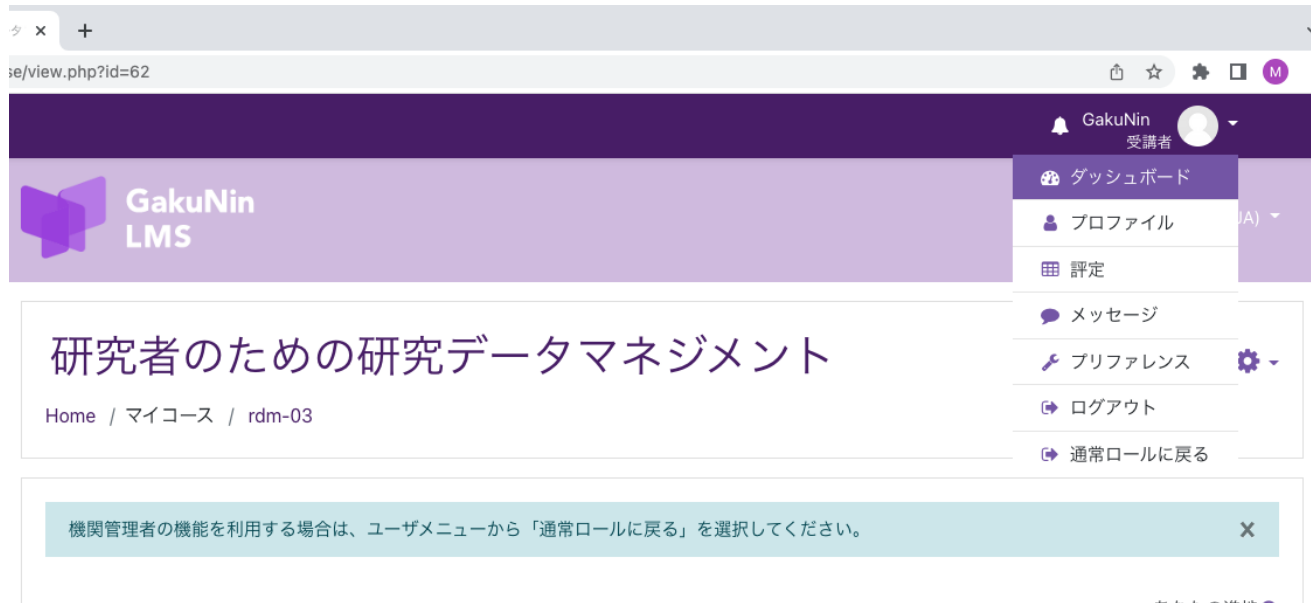 se/view.php?id=62
M
GakuNin
受講者
GakuNin
LMS
JA)
ダッシュボード
プロファイル
評定
メッセージ
プリファレンス
ログアウト
通常ロールに戻る
研究者のための研究データマネジメント
Home / マイコース / rdm-03
機関管理者の機能を利用する場合は、ユーザメニューから「通常ロールに戻る」を選択してください。